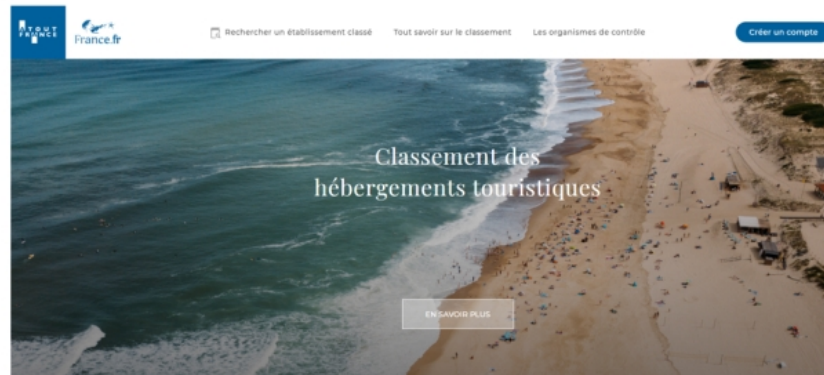 ATOUT
FRANCE
France.fr
Rechercher un établissement classé
Tout savoir sur le classement
Les organismes de contrôle
Créer un compte
Classement des
hébergements touristiques
EN SAVOIR PLUS